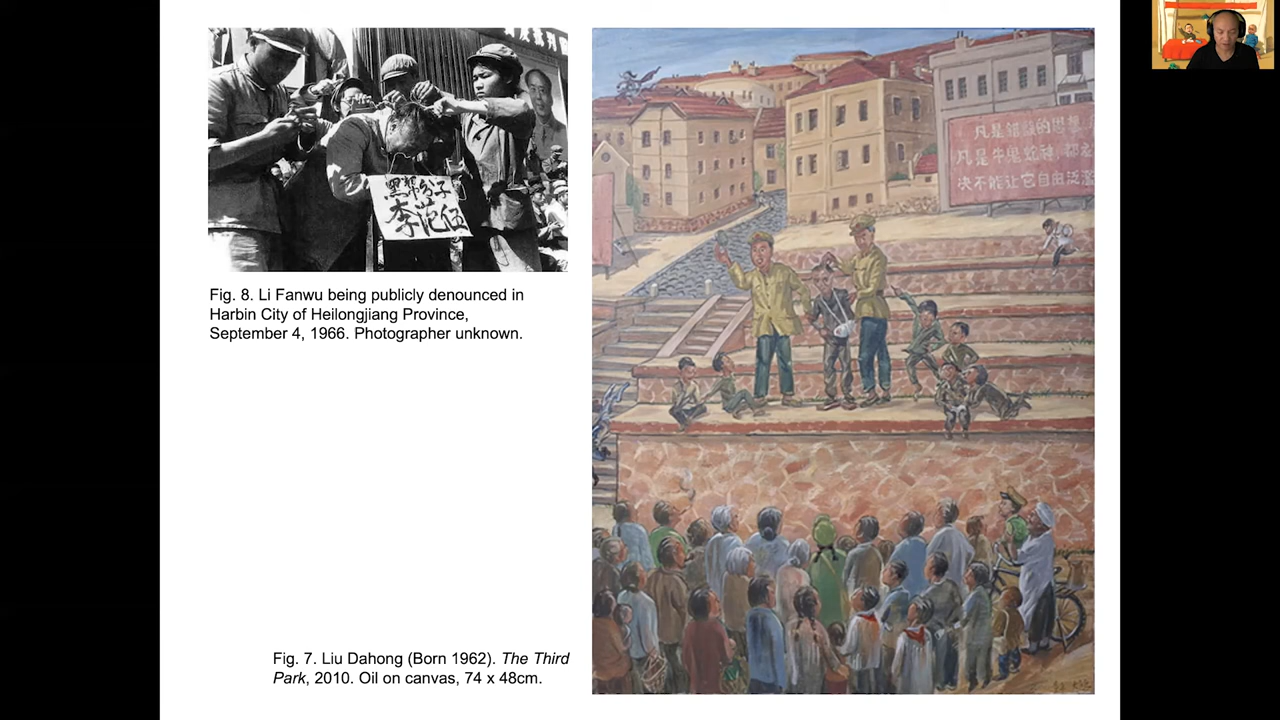 黑帮分子
李范伍
Fig. 8. Li Fanwu being publicly denounced in
Harbin City of Heilongjiang Province,
September 4, 1966. Photographer unknown.
凡是错误的思想,
凡是牛鬼蛇神,都应
决不能让它自由泛滥
Fig. 7. Liu Dahong (Born 1962). The Third
Park, 2010. Oil on canvas, 74 x 48cm.